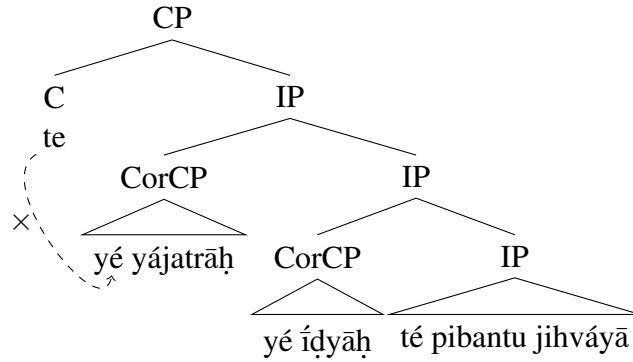 CP
C IP
te
CorCP IP
×
yé yájatrāḥ CorCP IP
yé ī́ḍyāḥ té pibantu jihváyā